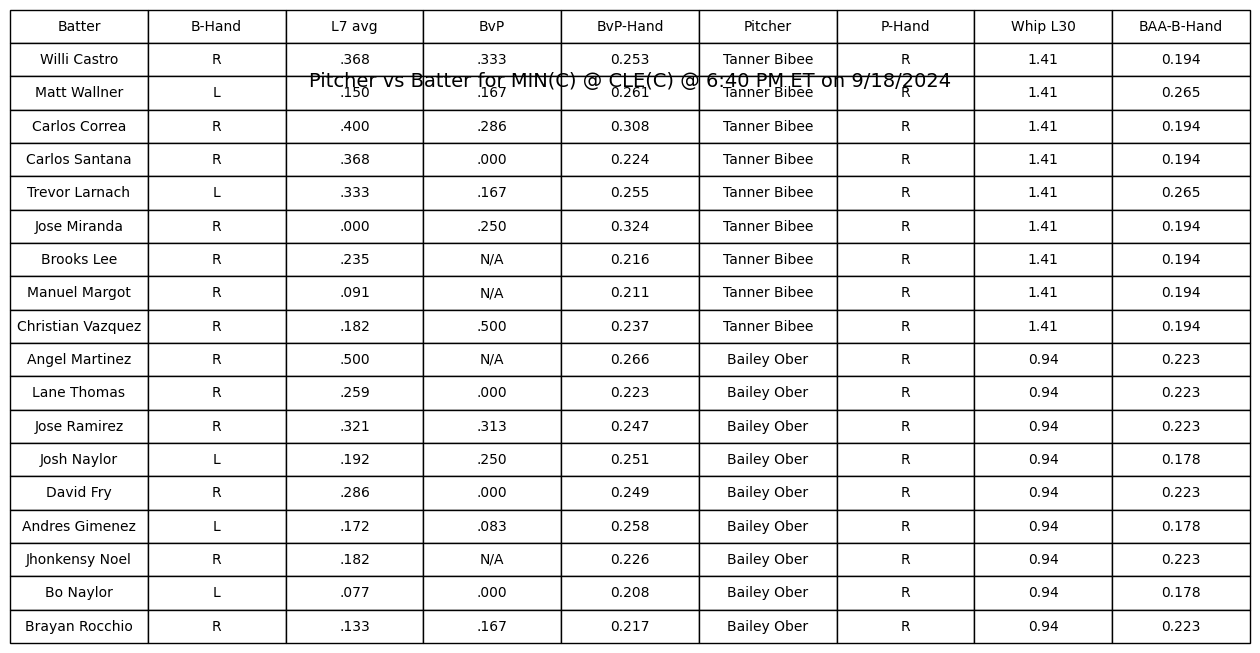 Batter B-Hand L7 avg BvP BvP-Hand Pitcher P-Hand Whip L30 BAA-B-Hand
Willi Castro R .368 .333 0.253 Tanner Bibee R 1.41 0.194
Pitcher vs Batter for MIN(C) @ CLE(C) @ 6:40 PM ET on 9/18/2024
Matt Wallner L .150 .167 0.261 Tanner Bibee R 1.41 0.265
Carlos Correa R .400 .286 0.308 Tanner Bibee R 1.41 0.194
Carlos Santana R .368 .000 0.224 Tanner Bibee R 1.41 0.194
Trevor Larnach L .333 .167 0.255 Tanner Bibee R 1.41 0.265
Jose Miranda R .000 .250 0.324 Tanner Bibee R 1.41 0.194
Brooks Lee R .235 N/A 0.216 Tanner Bibee R 1.41 0.194
Manuel Margot R .091 N/A 0.211 Tanner Bibee R 1.41 0.194
Christian Vazquez R .182 .500 0.237 Tanner Bibee R 1.41 0.194
Angel Martinez R .500 N/A 0.266 Bailey Ober R 0.94 0.223
Lane Thomas R .259 .000 0.223 Bailey Ober R 0.94 0.223
Jose Ramirez R .321 .313 0.247 Bailey Ober R 0.94 0.223
Josh Naylor L .192 .250 0.251 Bailey Ober R 0.94 0.178
David Fry R .286 .000 0.249 Bailey Ober R 0.94 0.223
Andres Gimenez L .172 .083 0.258 Bailey Ober R 0.94 0.178
Jhonkensy Noel R .182 N/A 0.226 Bailey Ober R 0.94 0.223
Bo Naylor L .077 .000 0.208 Bailey Ober R 0.94 0.178
Brayan Rocchio R .133 .167 0.217 Bailey Ober R 0.94 0.223